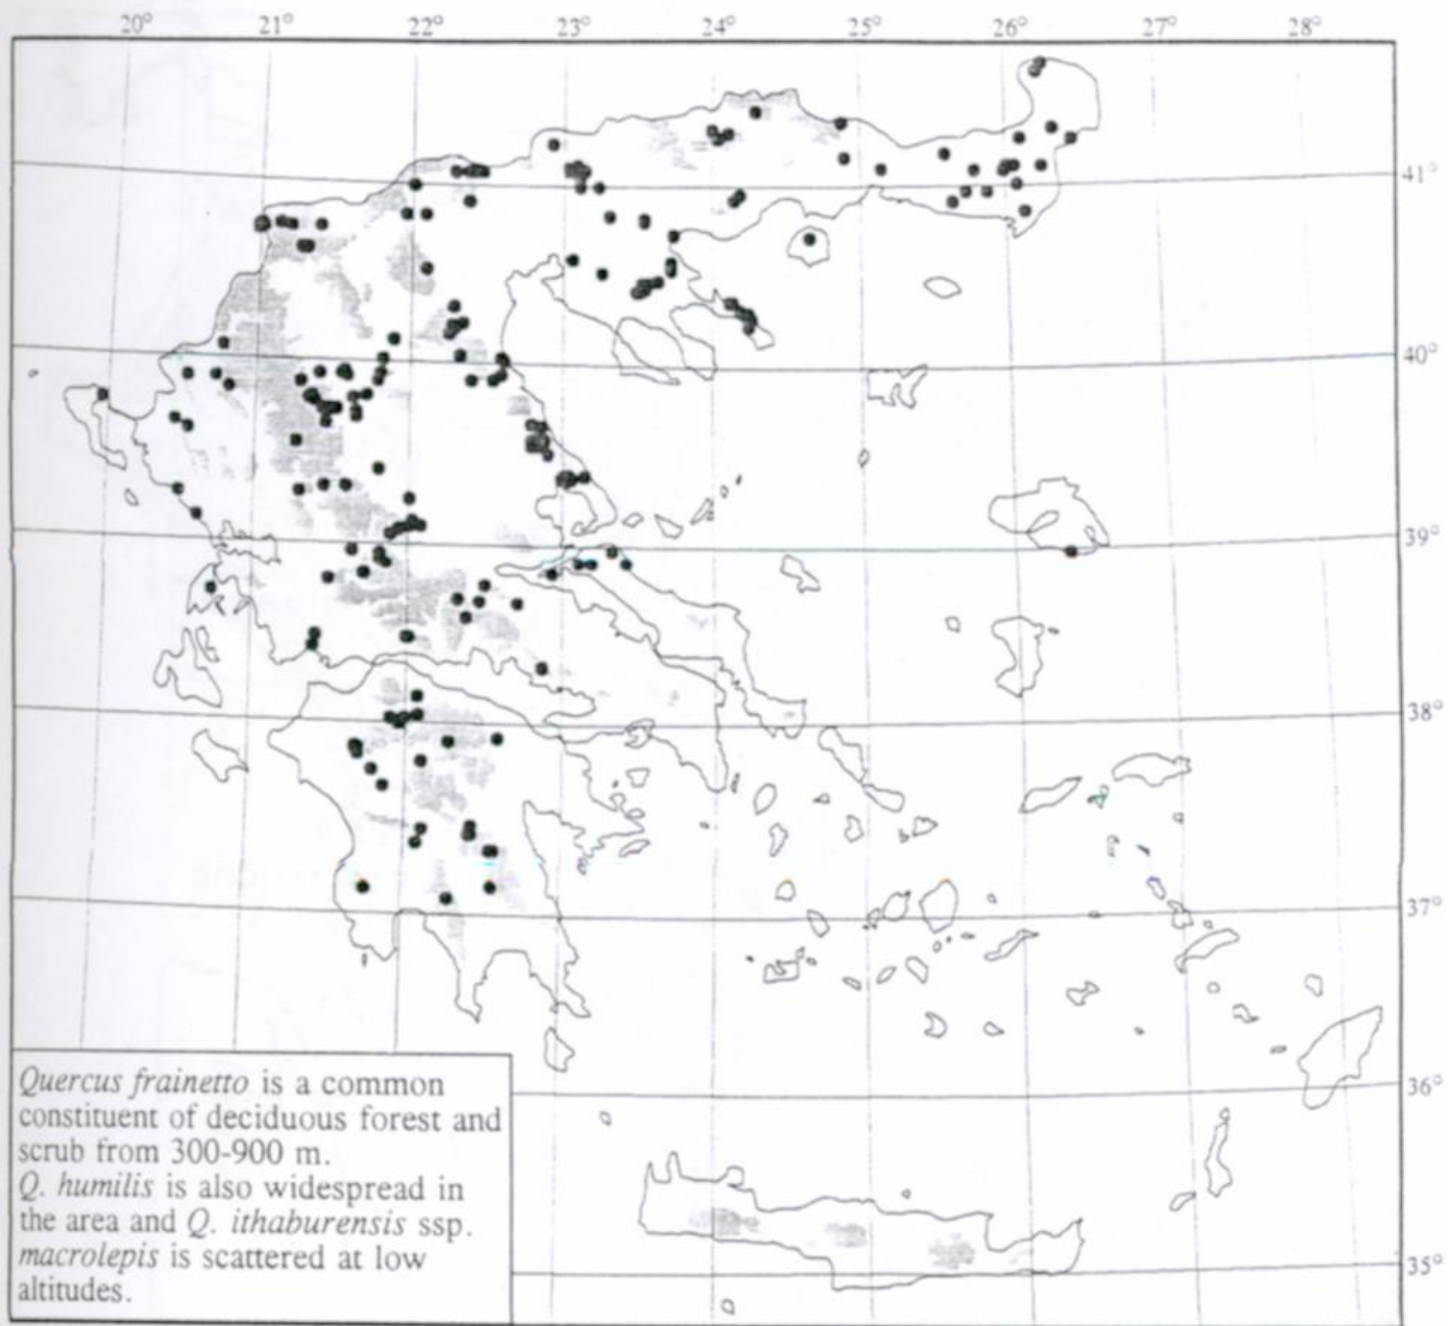 20° 21° 22° 23° 24° 25° 26° 27° 28°
41°
40°
39°
38°
37°
36°
35°
Quercus frainetto is a common
constituent of deciduous forest and
scrub from 300-900 m.
Q. humilis is also widespread in
the area and Q. ithaburensis ssp.
macrolepis is scattered at low
altitudes.